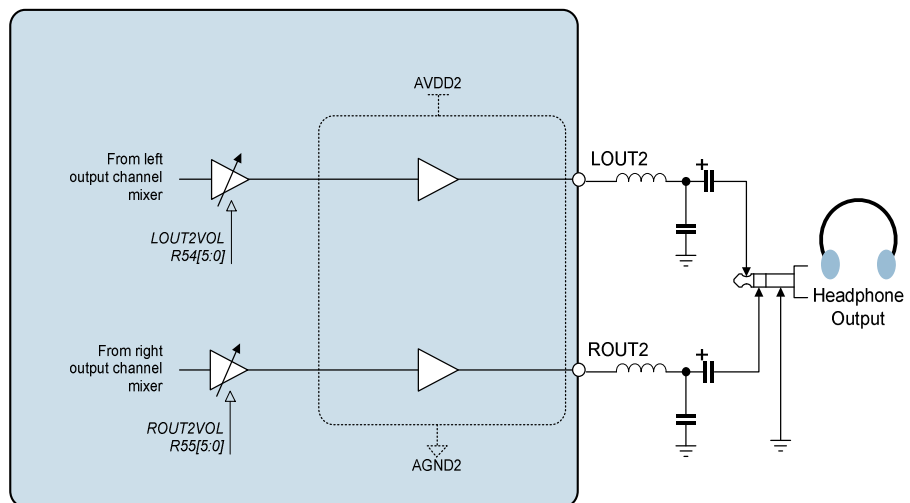 AVDD2
From left
output channel
mixer
LOUT2VOL
R54[5:0]
LOUT2
+
Headphone
Output
From right
output channel
mixer
ROUT2VOL
R55[5:0]
ROUT2
+
AGND2